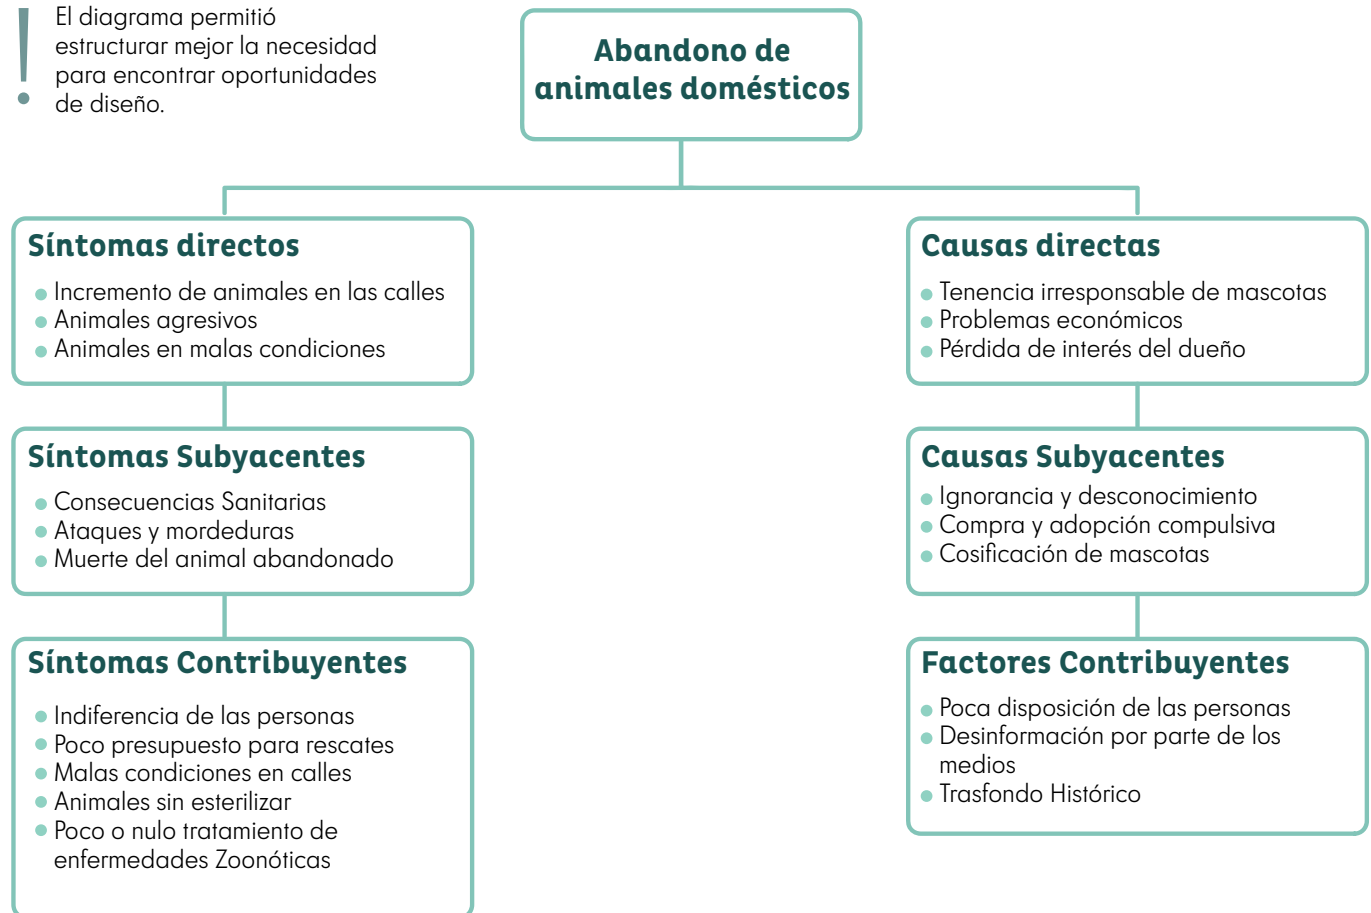 El diagrama permitió
estructurar mejor la necesidad
para encontrar oportunidades
de diseño.
Abandono de
animales domésticos
Síntomas directos
Incremento de animales en las calles
Animales agresivos
Animales en malas condiciones
Síntomas Subyacentes
Consecuencias Sanitarias
Ataques y mordeduras
Muerte del animal abandonado
Síntomas Contribuyentes
Indiferencia de las personas
Poco presupuesto para rescates
Malas condiciones en calles
Animales sin esterilizar
Poco o nulo tratamiento de
enfermedades Zoonóticas
Causas directas
Tenencia irresponsable de mascotas
Problemas económicos
Pérdida de interés del dueño
Causas Subyacentes
Ignorancia y desconocimiento
Compra y adopción compulsiva
Cosificación de mascotas
Factores Contribuyentes
Poca disposición de las personas
Desinformación por parte de los
medios
Trasfondo Histórico